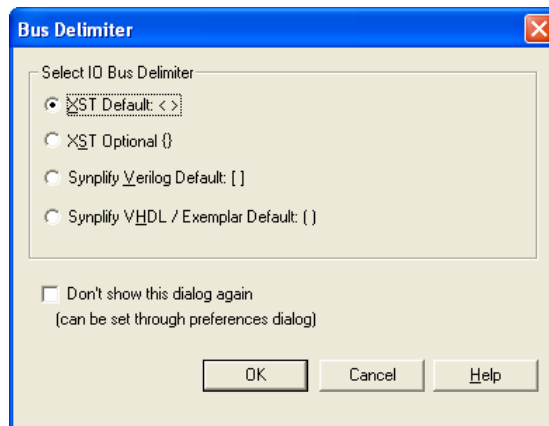 Bus Delimiter
Select IO Bus Delimiter
XST Default: < >
XST Optional {}
Synplify Verilog Default: [ ]
Synplify VHDL / Exemplar Default: ( )
Don't show this dialog again
(can be set through preferences dialog)
OK Cancel Help